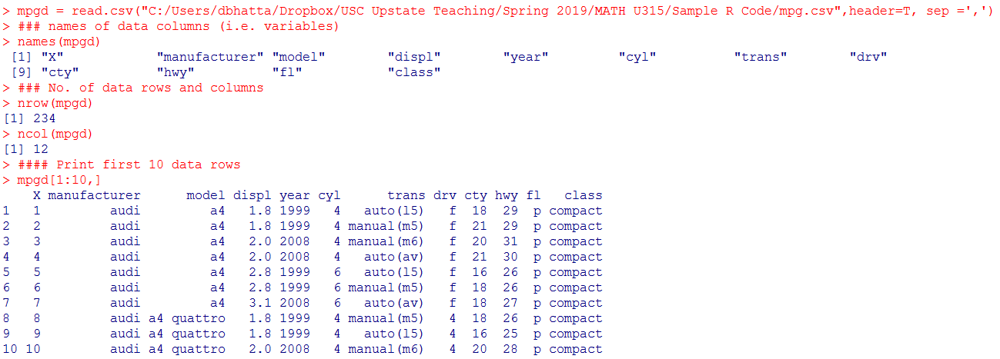 > mpgd = read.csv("C:/Users/dbhatta/Dropbox/USC Upstate Teaching/Spring 2019/MATH U315/Sample R Code/mpg.csv",header=T, sep =',')
> ### names of data columns (i.e. variables)
> names(mpgd)
 [1] "X"            "manufacturer" "model"        "displ"        "year"         "cyl"          "trans"        "drv"
 [9] "cty"          "hwy"          "fl"           "class"
> ### No. of data rows and columns
> nrow(mpgd)
[1] 234
> ncol(mpgd)
[1] 12
> #### Print first 10 data rows
> mpgd[1:10,]
    X manufacturer      model displ year cyl      trans drv cty hwy fl   class
1   1         audi         a4   1.8 1999   4   auto(l5)   f  18  29  p compact
2   2         audi         a4   1.8 1999   4 manual(m5)   f  21  29  p compact
3   3         audi         a4   2.0 2008   4 manual(m6)   f  20  31  p compact
4   4         audi         a4   2.0 2008   4   auto(av)   f  21  30  p compact
5   5         audi         a4   2.8 1999   6   auto(l5)   f  16  26  p compact
6   6         audi         a4   2.8 1999   6 manual(m5)   f  18  26  p compact
7   7         audi         a4   3.1 2008   6   auto(av)   f  18  27  p compact
8   8         audi a4 quattro   1.8 1999   4 manual(m5)   4  18  26  p compact
9   9         audi a4 quattro   1.8 1999   4   auto(l5)   4  16  25  p compact
10 10         audi a4 quattro   2.0 2008   4 manual(m6)   4  20  28  p compact